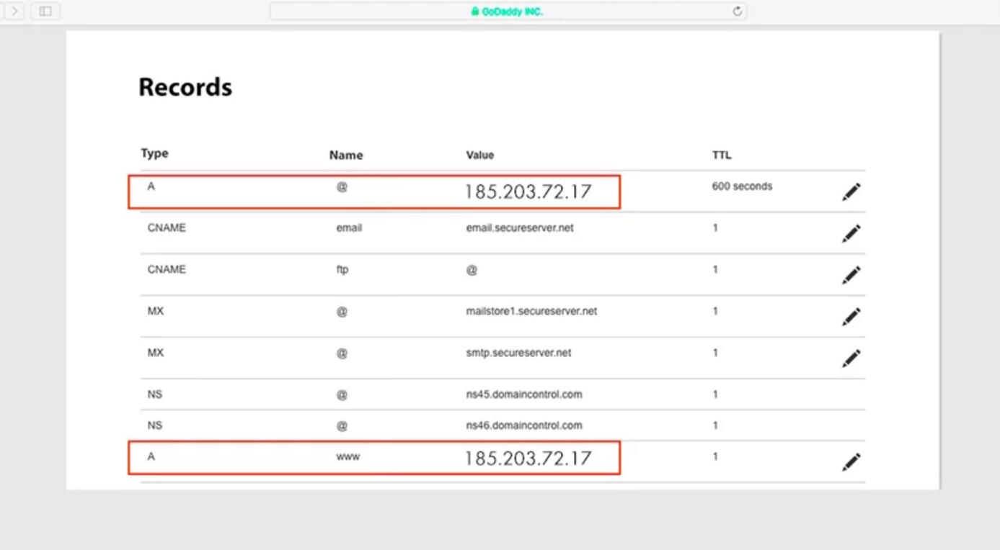 GoDaddy INC.
Records
Type Name Value TTL
A @ 185.203.72.17 600 seconds
CNAME email email.secureserver.net 1
CNAME ftp @ 1
MX @ mailstore1.secureserver.net 1
MX @ smtp.secureserver.net 1
NS @ ns45.domaincontrol.com 1
NS @ ns46.domaincontrol.com 1
A www 185.203.72.17 1